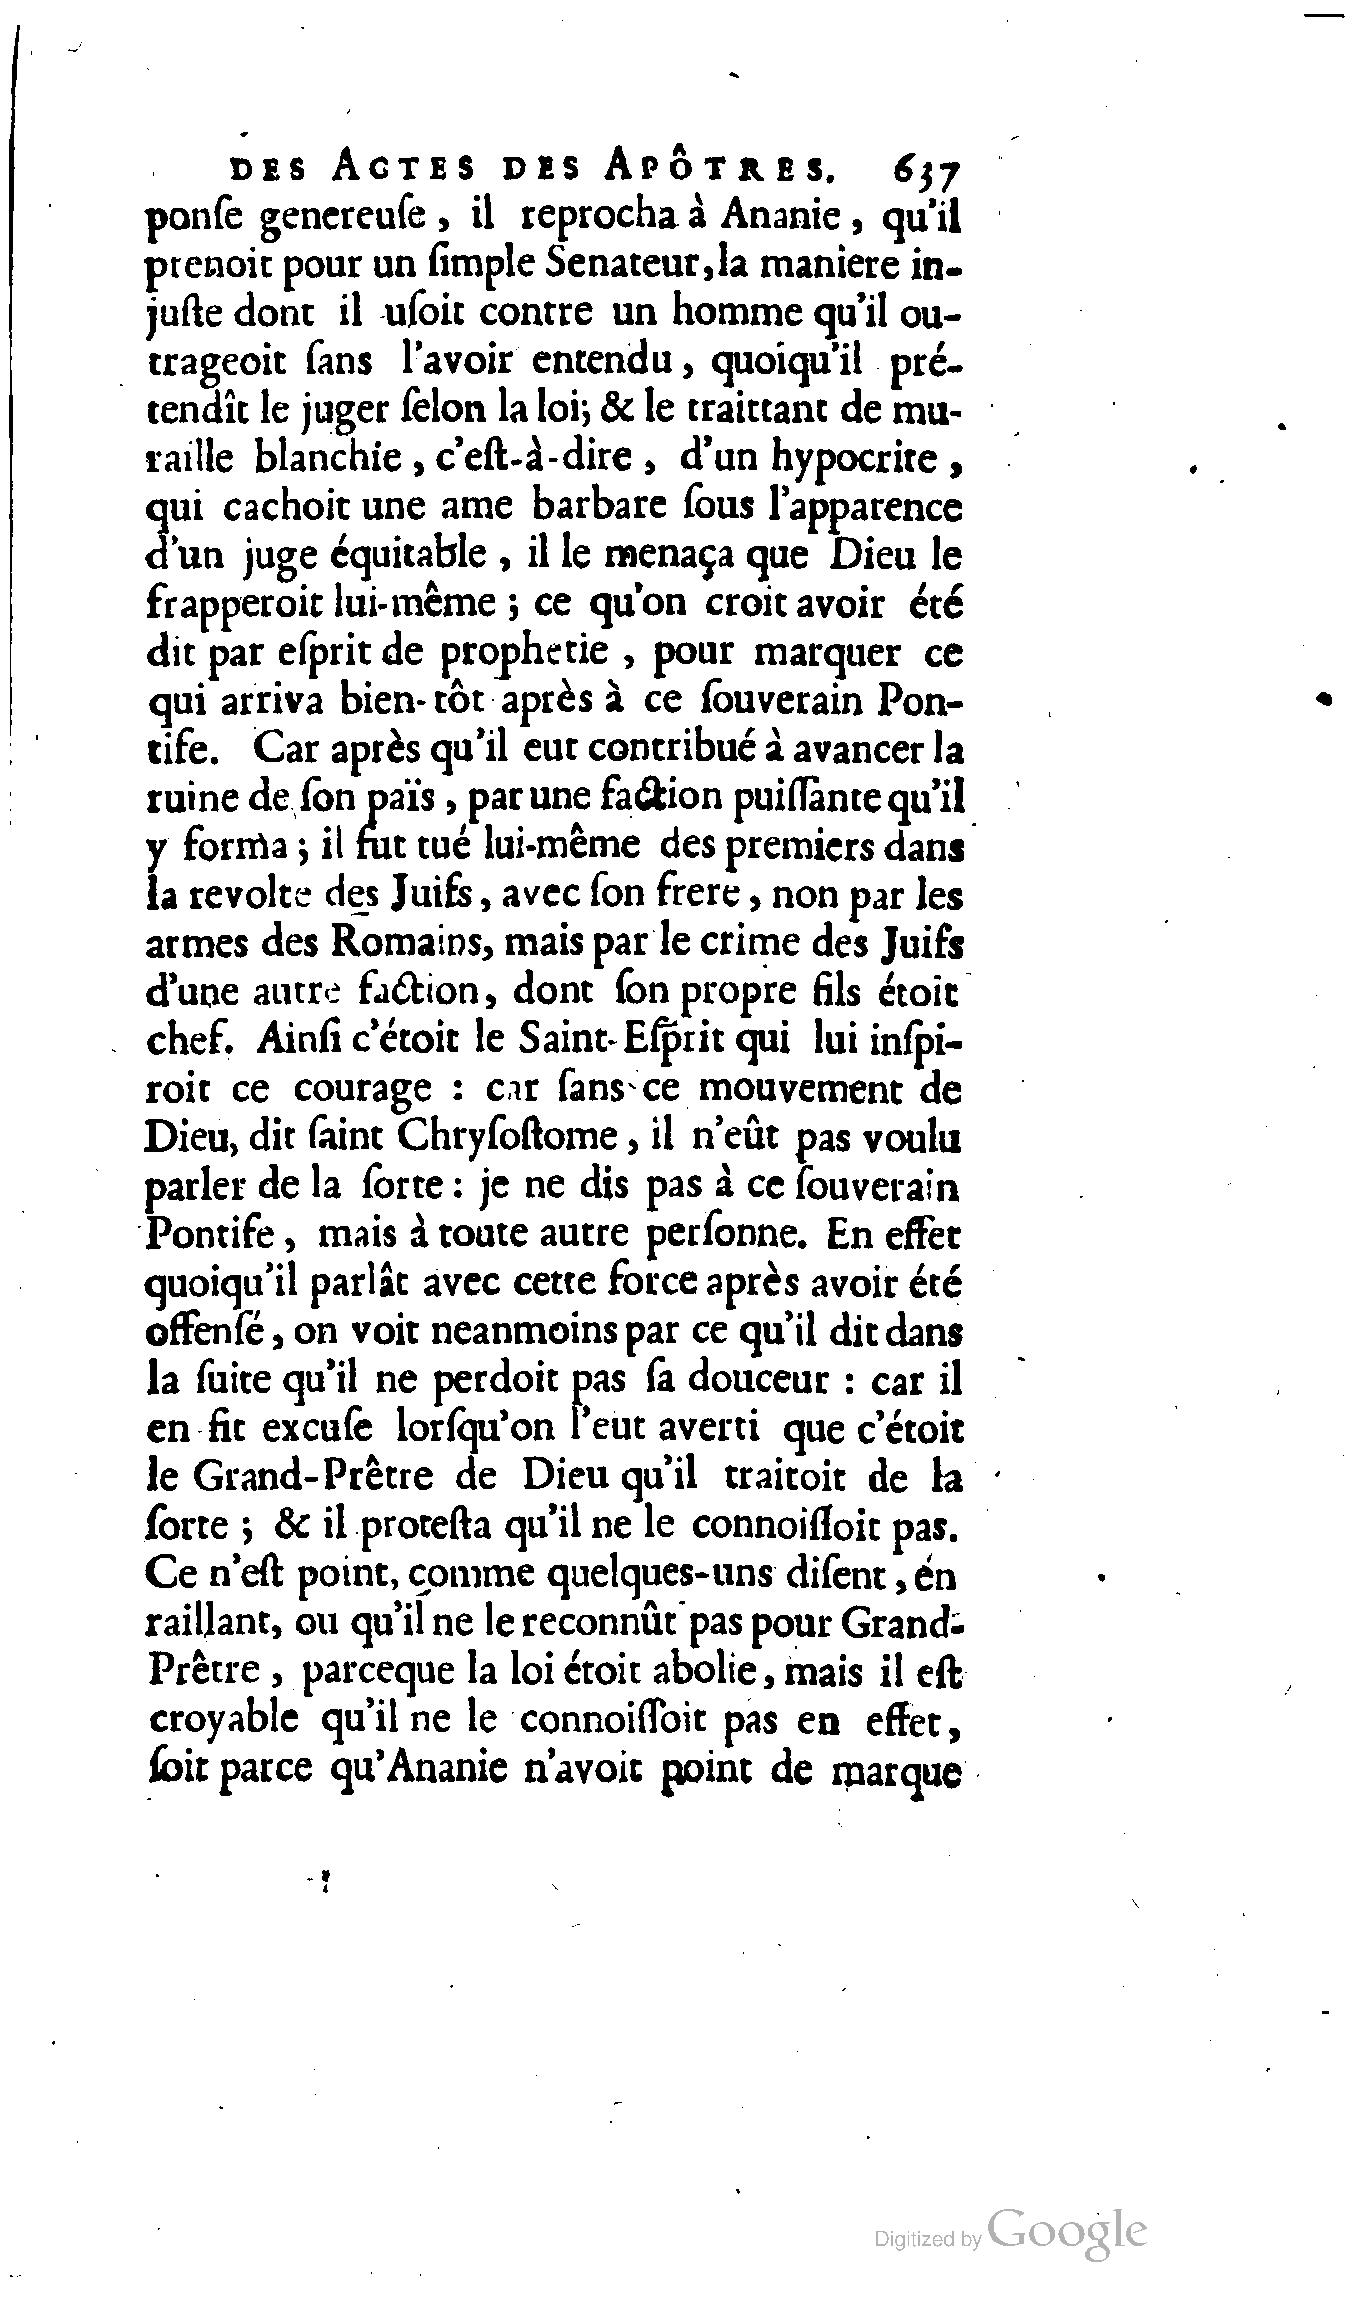 DES ACTES DES APÔTRES. 637
ponſe genereuſe, il reprocha à Ananie, qu'il
prenoit pour un ſimple Senateur, la maniere in-
juſte dont il uſoit contre un homme qu'il ou-
trageoit ſans l'avoir entendu, quoiqu'il pré-
tendît le juger ſelon la loi; & le traittant de mu-
raille blanchie, c'eſt-à-dire, d'un hypocrite,
qui cachoit une ame barbare ſous l'apparence
d'un juge équitable, il le menaça que Dieu le
frapperoit lui-même; ce qu'on croit avoir été
dit par eſprit de prophetie, pour marquer ce
qui arriva bien-tôt après à ce ſouverain Pon-
tife. Car après qu'il eut contribué à avancer la
ruine de ſon païs, par une faction puiſſante qu'il
y forma; il fut tué lui-même des premiers dans
la revolte des Juifs, avec ſon frere, non par les
armes des Romains, mais par le crime des Juifs
d'une autre faction, dont ſon propre fils étoit
chef. Ainſi c'étoit le Saint-Eſprit qui lui inſpi-
roit ce courage : car ſans ce mouvement de
Dieu, dit ſaint Chryſoſtome, il n'eût pas voulu
parler de la ſorte : je ne dis pas à ce ſouverain
Pontife, mais à toute autre perſonne. En effet
quoiqu'il parlât avec cette force après avoir été
offenſé, on voit neanmoins par ce qu'il dit dans
la ſuite qu'il ne perdoit pas ſa douceur : car il
en fit excuſe lorſqu'on l'eut averti que c'étoit
le Grand-Prêtre de Dieu qu'il traitoit de la
ſorte; & il proteſta qu'il ne le connoiſſoit pas.
Ce n'eſt point, comme quelques-uns diſent, en
raillant, ou qu'il ne le reconnût pas pour Grand-
Prêtre, parceque la loi étoit abolie, mais il eſt
croyable qu'il ne le connoiſſoit pas en effet,
ſoit parce qu'Ananie n'avoit point de marque
Digitized by Google